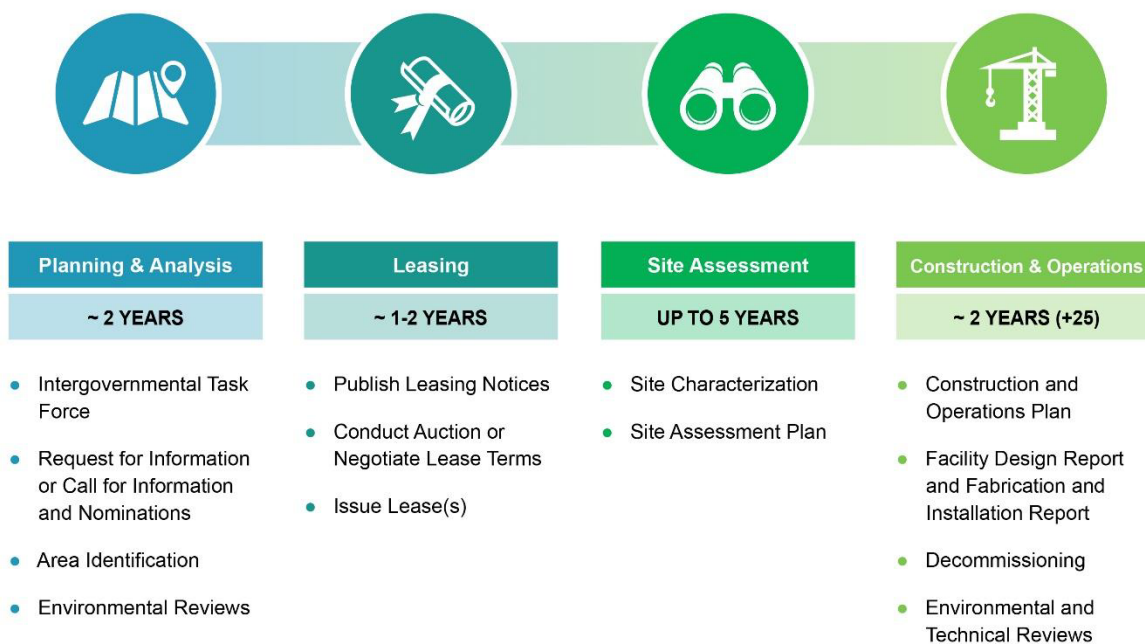 Planning & Analysis
~ 2 YEARS
Intergovernmental Task
Force
Request for Information
or Call for Information
and Nominations
Area Identification
Environmental Reviews
Leasing
~ 1-2 YEARS
Publish Leasing Notices
Conduct Auction or
Negotiate Lease Terms
Issue Lease(s)
Site Assessment
UP TO 5 YEARS
Site Characterization
Site Assessment Plan
Construction & Operations
~ 2 YEARS (+25)
Construction and
Operations Plan
Facility Design Report
and Fabrication and
Installation Report
Decommissioning
Environmental and
Technical Reviews